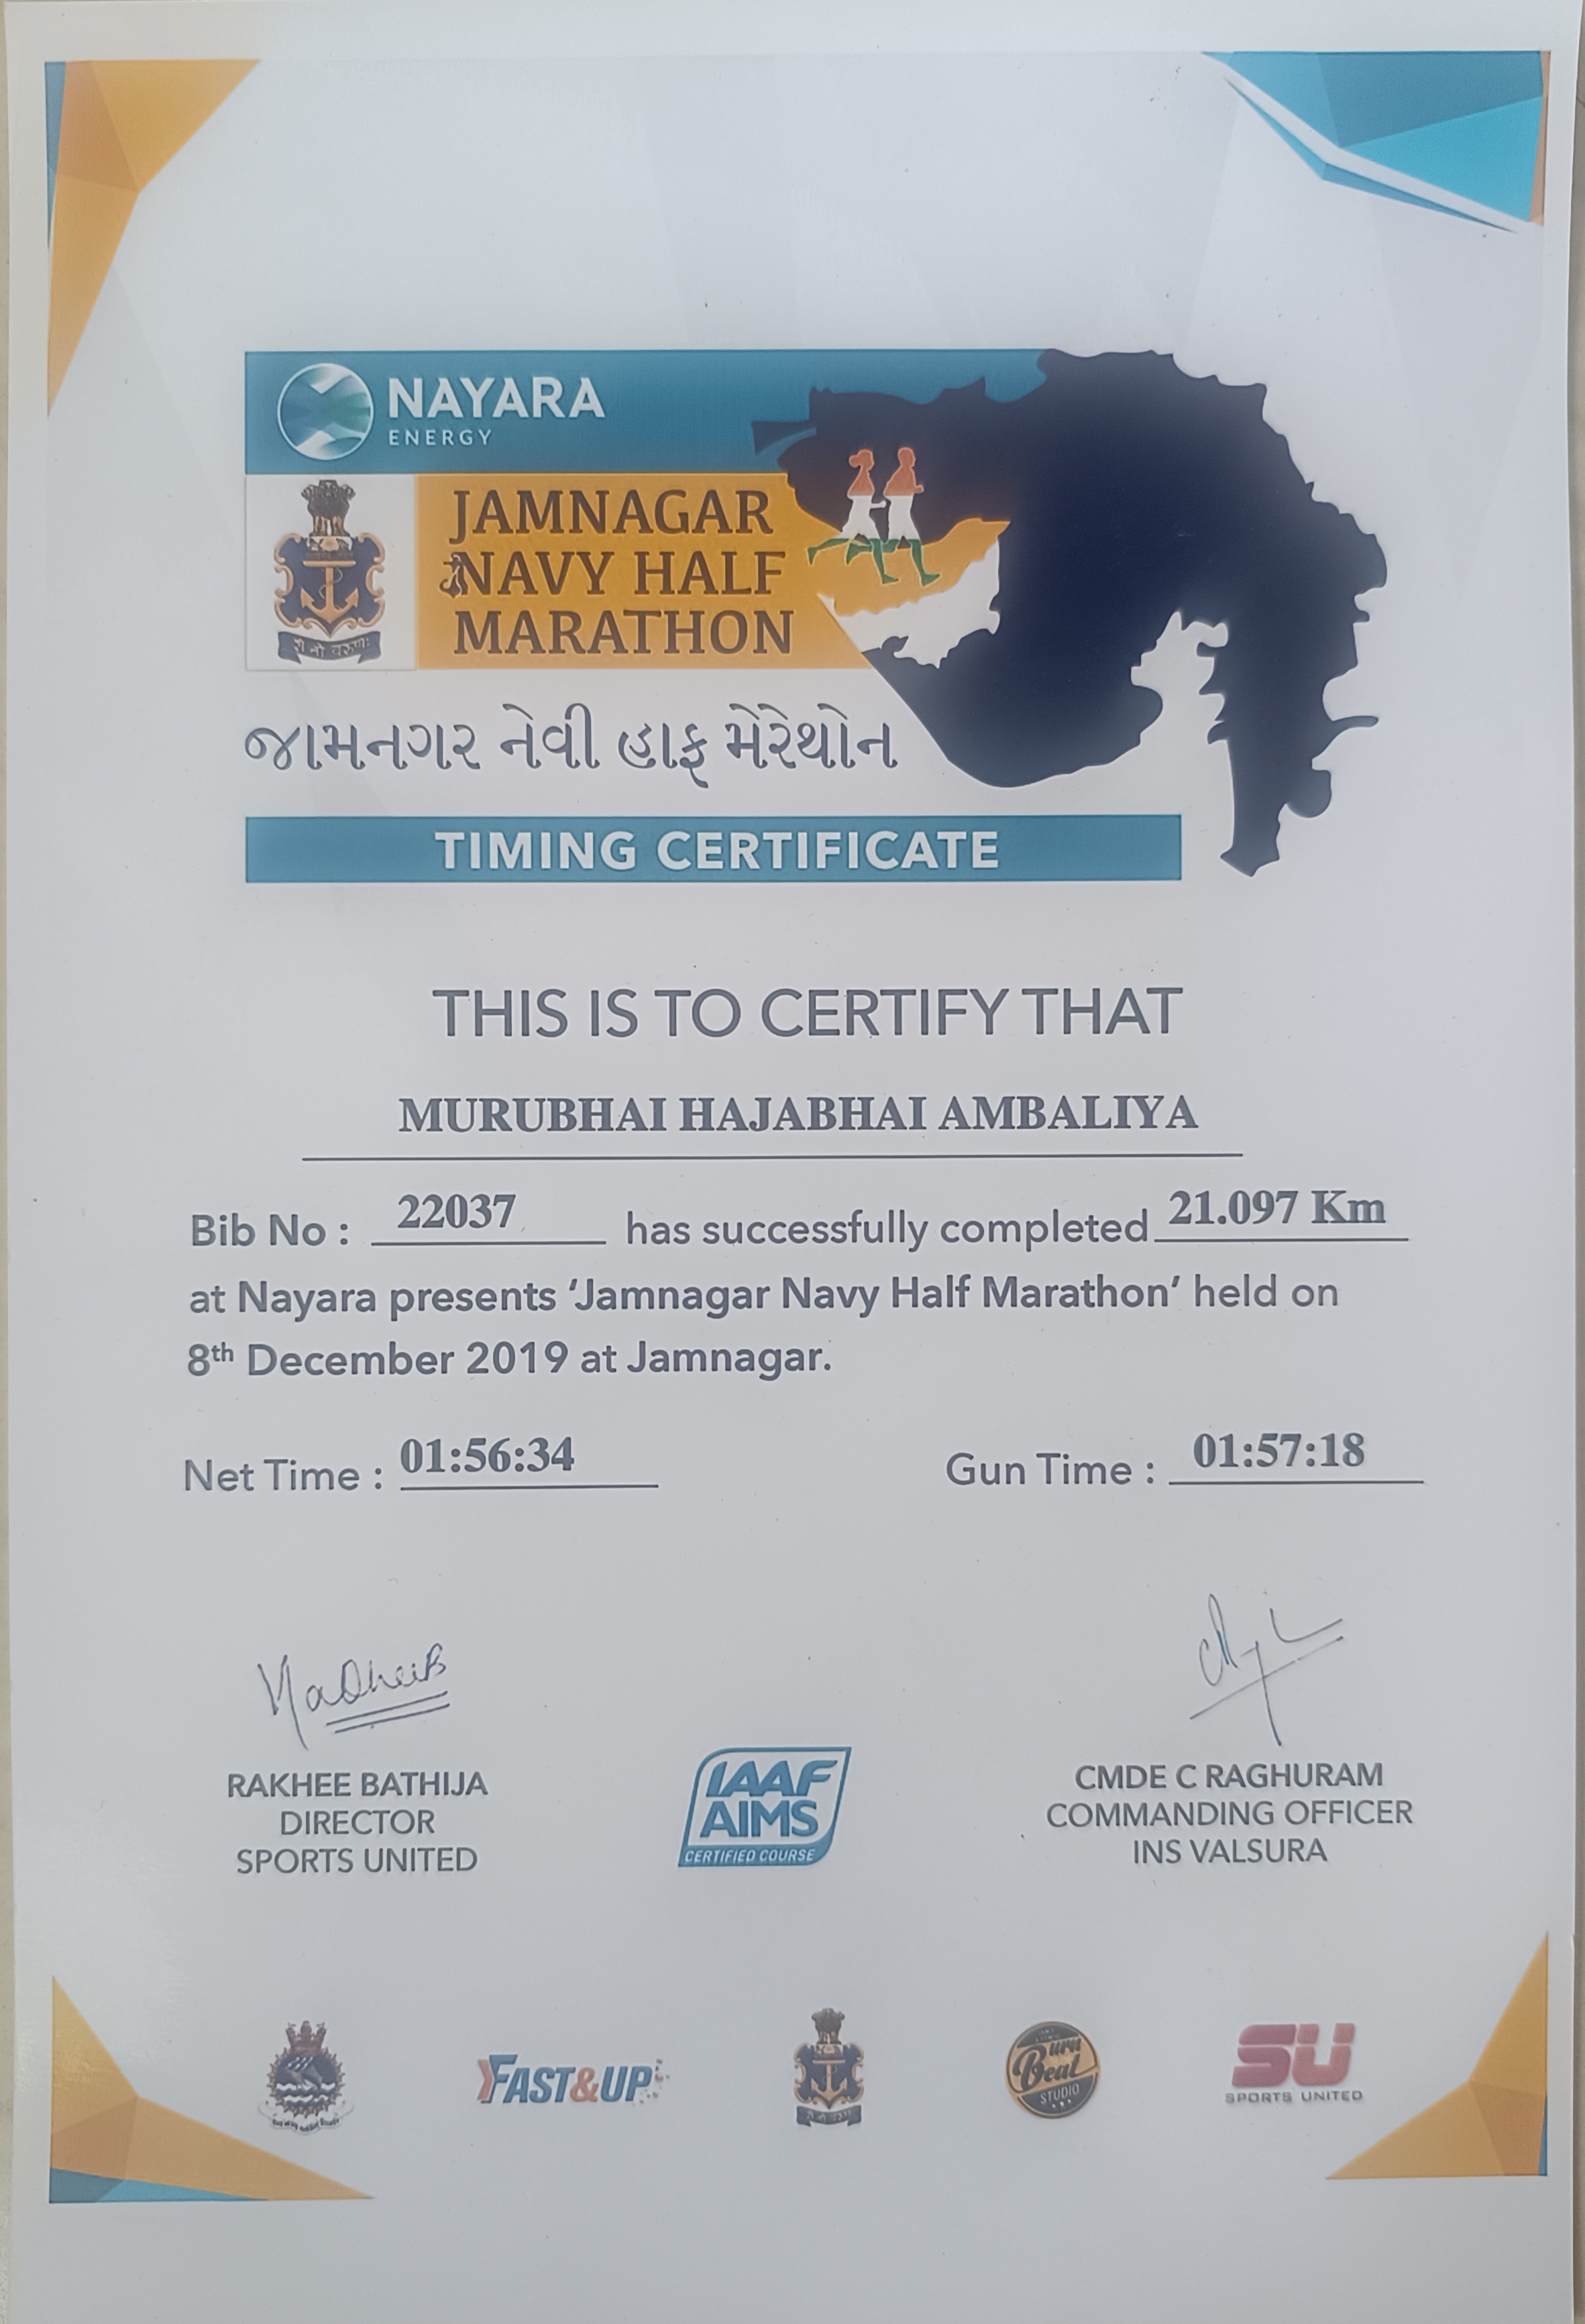 NAYARA
ENERGY
JAMNAGAR
NAVY HALF
MARATHON
જામનગર નેવી હાફ મેરેથોન
TIMING CERTIFICATE
THIS IS TO CERTIFY THAT
MURUBHAI HAJABHAI AMBALIYA
Bib No : 22037 has successfully completed 21.097 Km
at Nayara presents ‘Jamnagar Navy Half Marathon’ held on
8th December 2019 at Jamnagar.
Net Time : 01:56:34 Gun Time : 01:57:18
RAKHEE BATHIJA
DIRECTOR
SPORTS UNITED
IAAF
AIMS
CERTIFIED COURSE
CMDE C RAGHURAM
COMMANDING OFFICER
INS VALSURA
FAST&UP
Buru
Beat
STUDIO
SU
SPORTS UNITED